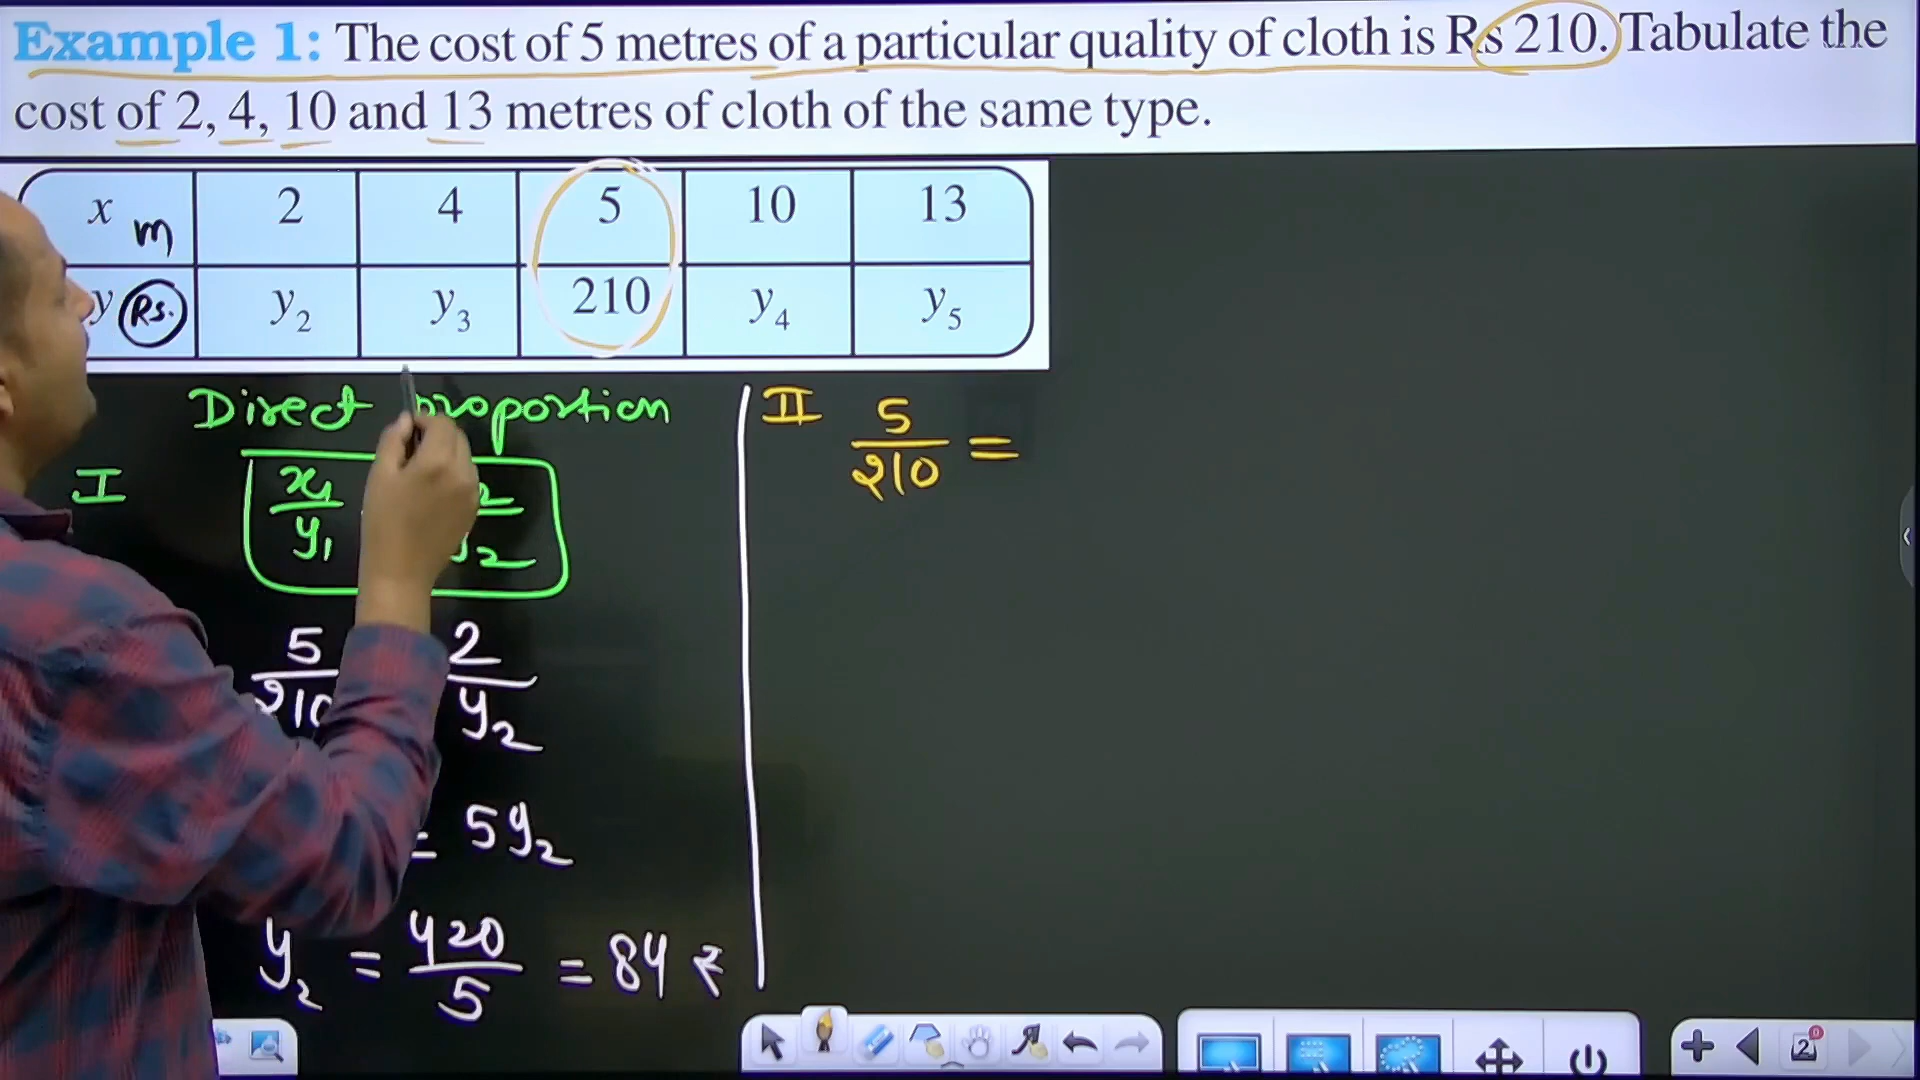 Example 1: The cost of 5 metres of a particular quality of cloth is Rs 210. Tabulate the
cost of 2, 4, 10 and 13 metres of cloth of the same type.
x m 2 4 5 10 13
y Rs. y2 y3 210 y4 y5
Direct proportion
I
x1/y1 2/y2
5/210 2/y2
= 5y2
y2 = 420/5 = 84 ₹
II 5/210 =
2